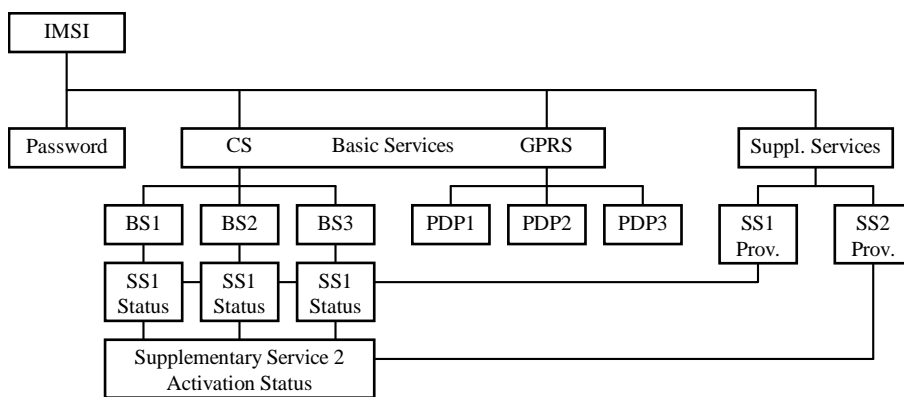 IMSI
Password
CS Basic Services GPRS
Suppl. Services
BS1
BS2
BS3
PDP1
PDP2
PDP3
SS1
Prov.
SS2
Prov.
SS1
Status
SS1
Status
SS1
Status
Supplementary Service 2
Activation Status